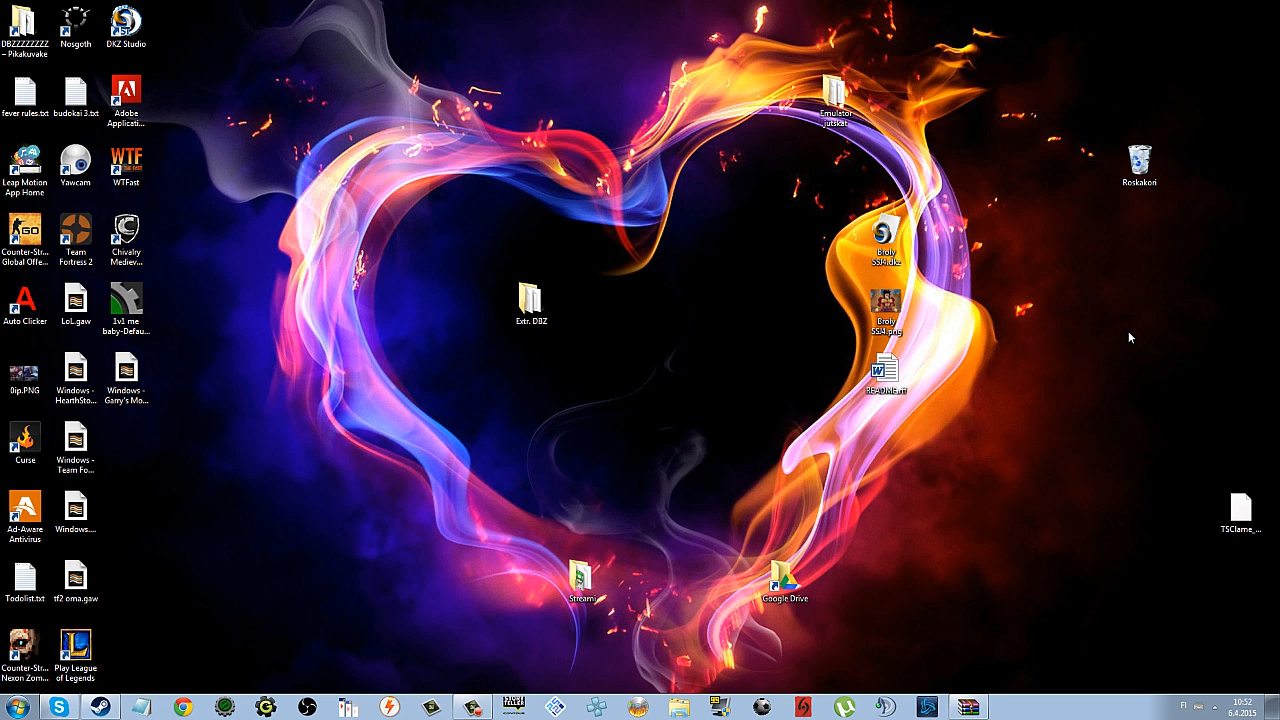 DBZZZZZZZZ
– Pikakuvake
Nosgoth
DKZ Studio
fever rules.txt
budokai 3.txt
Adobe
Applicati...
Leap Motion
App Home
Yawcam
WTF
WTFast
GO
Counter-Str...
Global Offe...
Team
Fortress 2
Chivalry
Mediev...
Auto Clicker
LoL.gaw
1v1 me
baby-Defau...
0ip.PNG
Windows -
HearthSto...
Windows -
Garry's Mo...
Curse
Windows -
Team Fo...
Ad-Aware
Antivirus
Windows....
Todolist.txt
tf2 oma.gaw
Counter-Str...
Nexon Zom...
Play League
of Legends
Emulator
jutskat
Roskakori
Broly
SSJ4.dkz
Extr. DBZ
Broly
SSJ4.png
README.rtf
TSClame_...
Streami
Google Drive
FI
10:52
6.4.2015